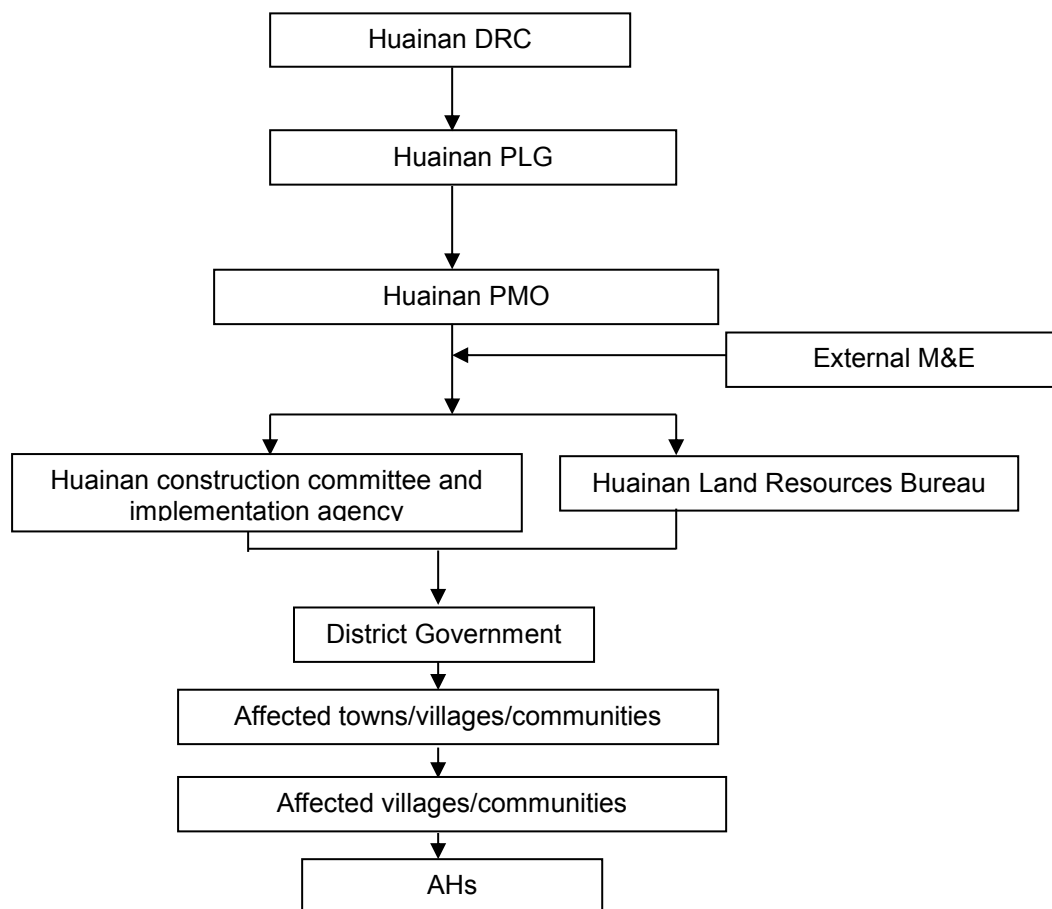 Huainan DRC
Huainan PLG
Huainan PMO
External M&E
Huainan construction committee and
implementation agency
Huainan Land Resources Bureau
District Government
Affected towns/villages/communities
Affected villages/communities
AHs